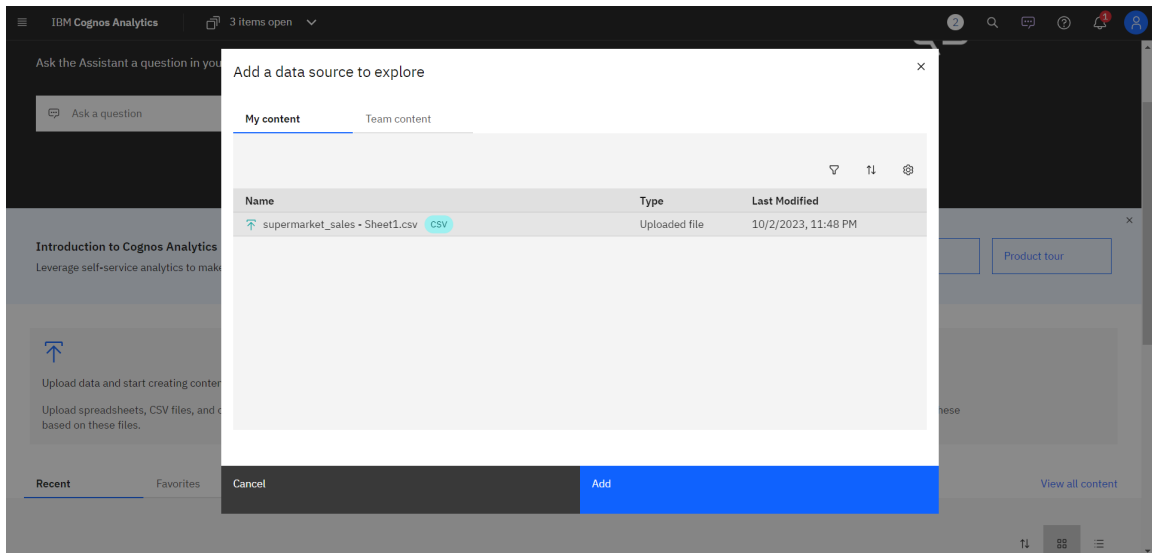 IBM Cognos Analytics
3 items open
2
1
Ask the Assistant a question in you
Ask a question
Add a data source to explore
My content
Team content
Name Type Last Modified
supermarket_sales - Sheet1.csv CSV Uploaded file 10/2/2023, 11:48 PM
Introduction to Cognos Analytics
Leverage self-service analytics to make
Product tour
Upload data and start creating conten
Upload spreadsheets, CSV files, and
based on these files.
hese
Cancel
Add
Recent
Favorites
View all content